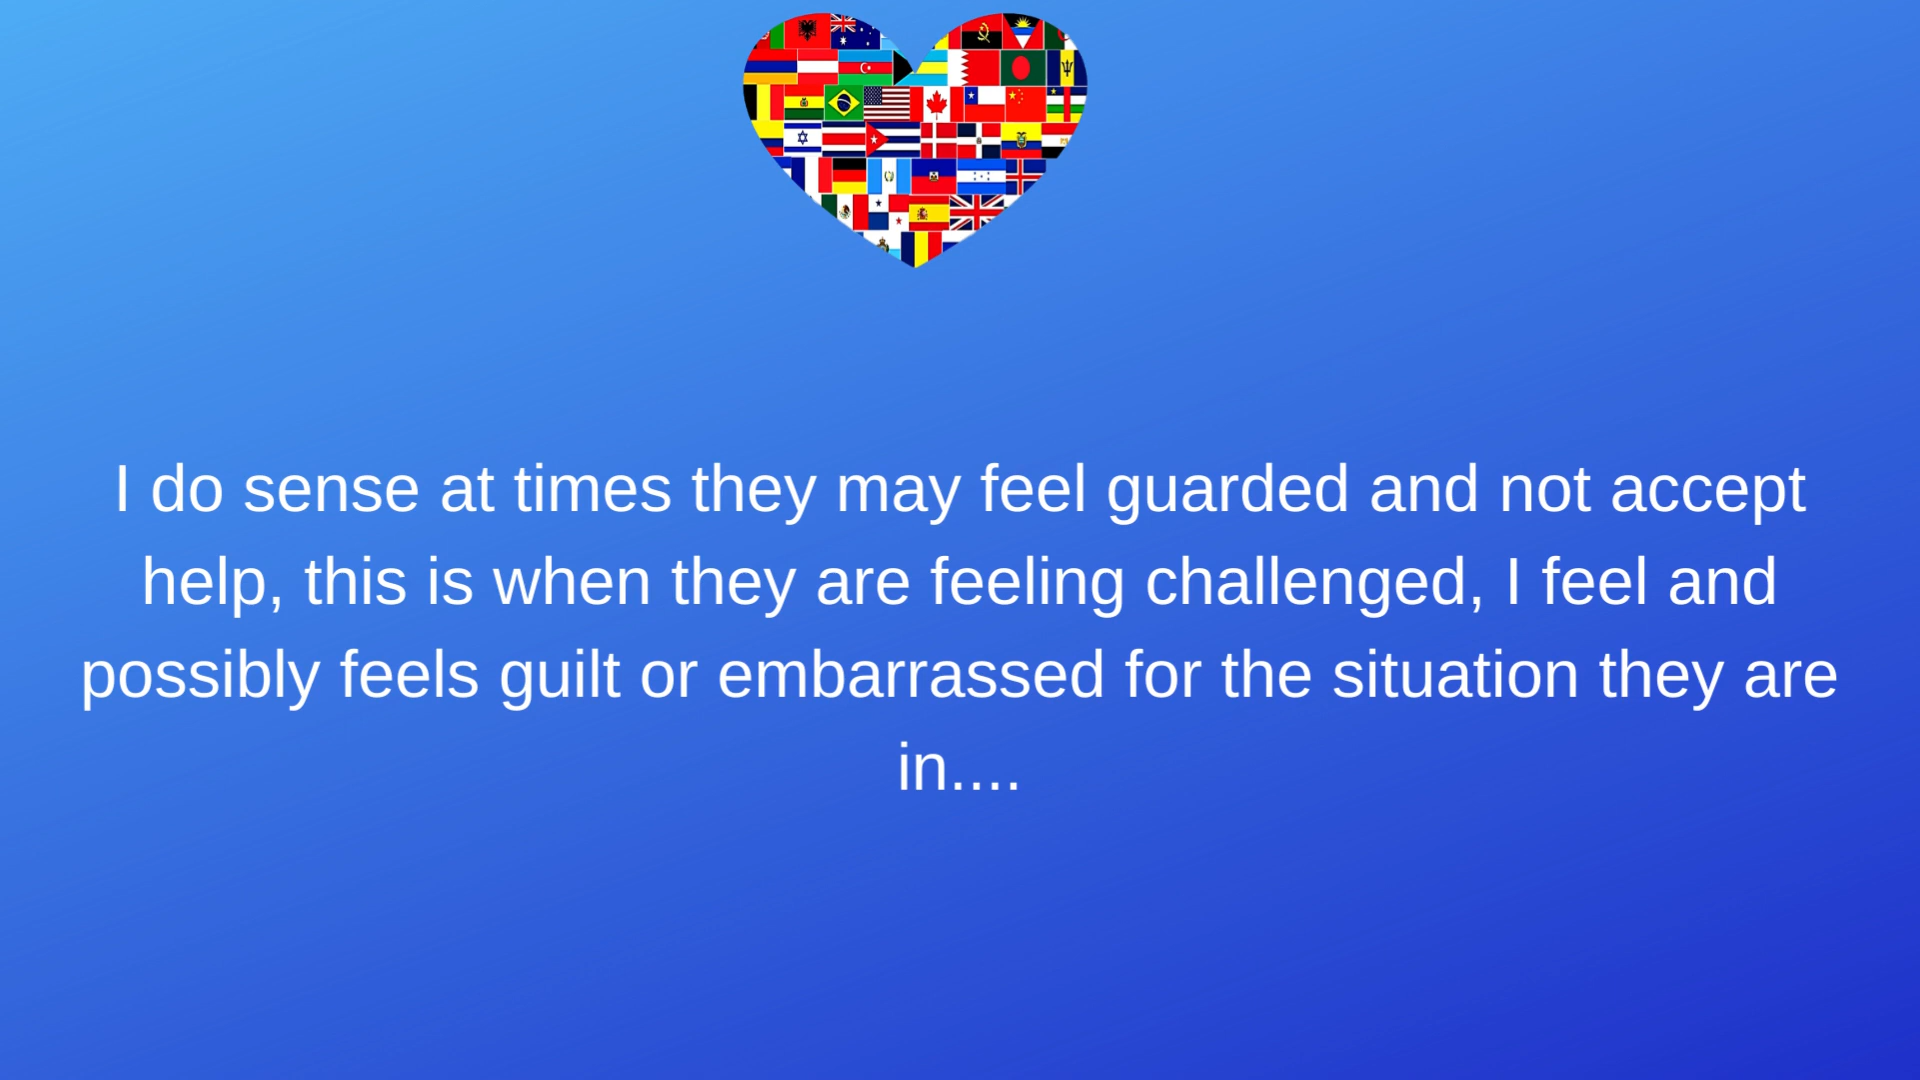 I do sense at times they may feel guarded and not accept
help, this is when they are feeling challenged, I feel and
possibly feels guilt or embarrassed for the situation they are
in....